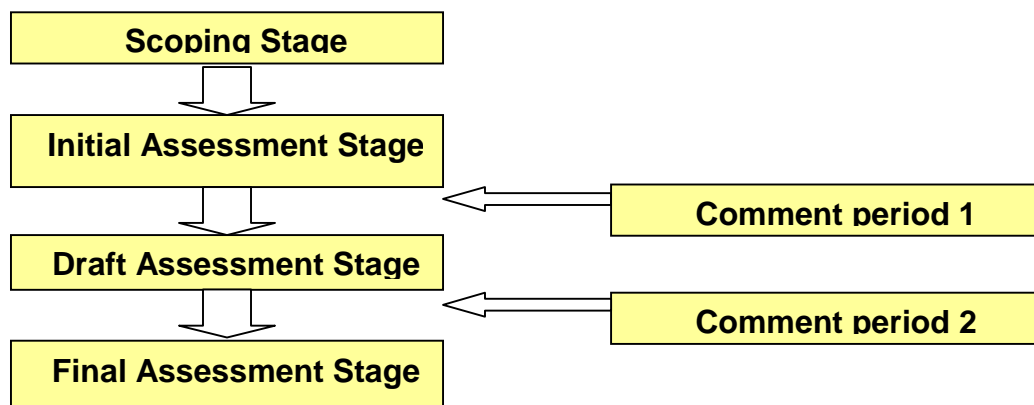 Scoping Stage
Initial Assessment Stage
Comment period 1
Draft Assessment Stage
Comment period 2
Final Assessment Stage